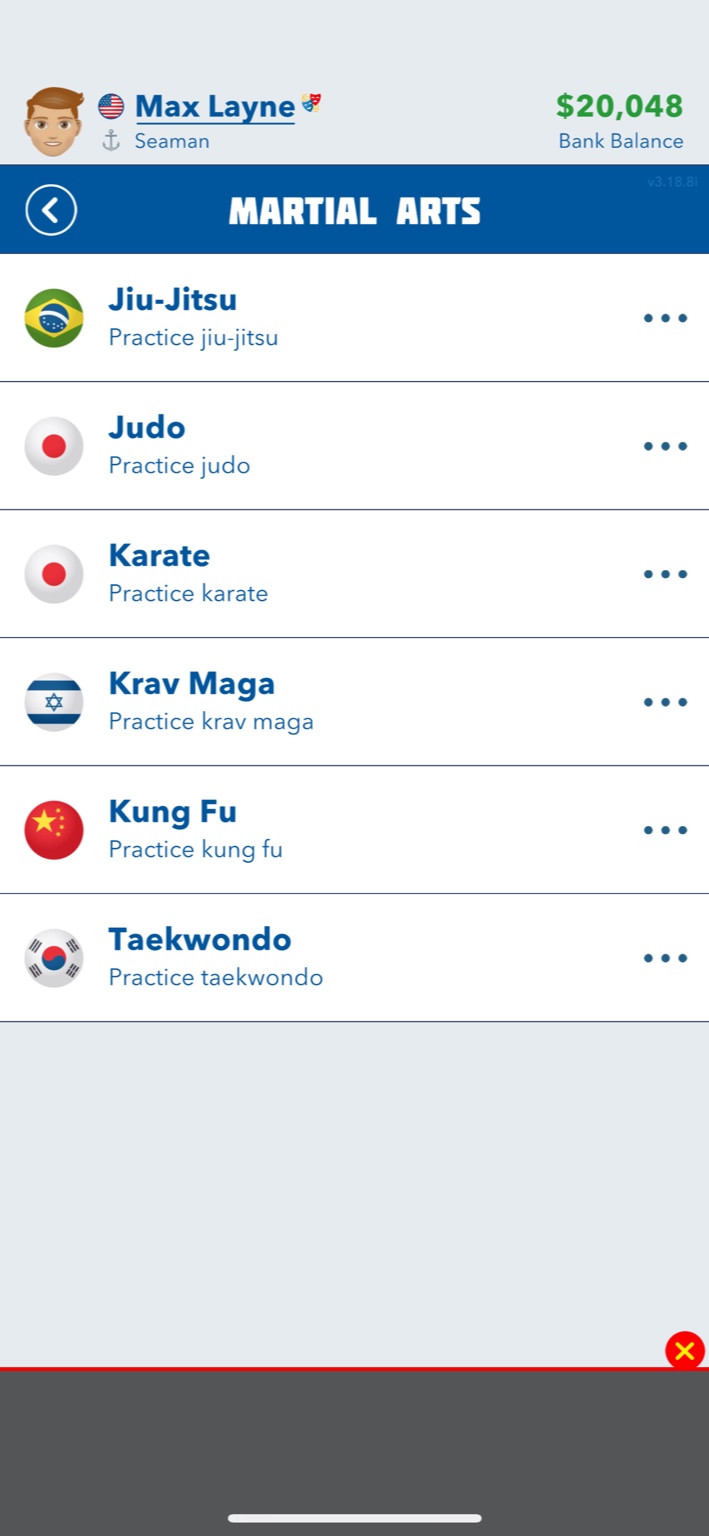 Max Layne
$20,048
Seaman
Bank Balance
v3.18.8i
MARTIAL ARTS
Jiu-Jitsu
Practice jiu-jitsu
Judo
Practice judo
Karate
Practice karate
Krav Maga
Practice krav maga
Kung Fu
Practice kung fu
Taekwondo
Practice taekwondo